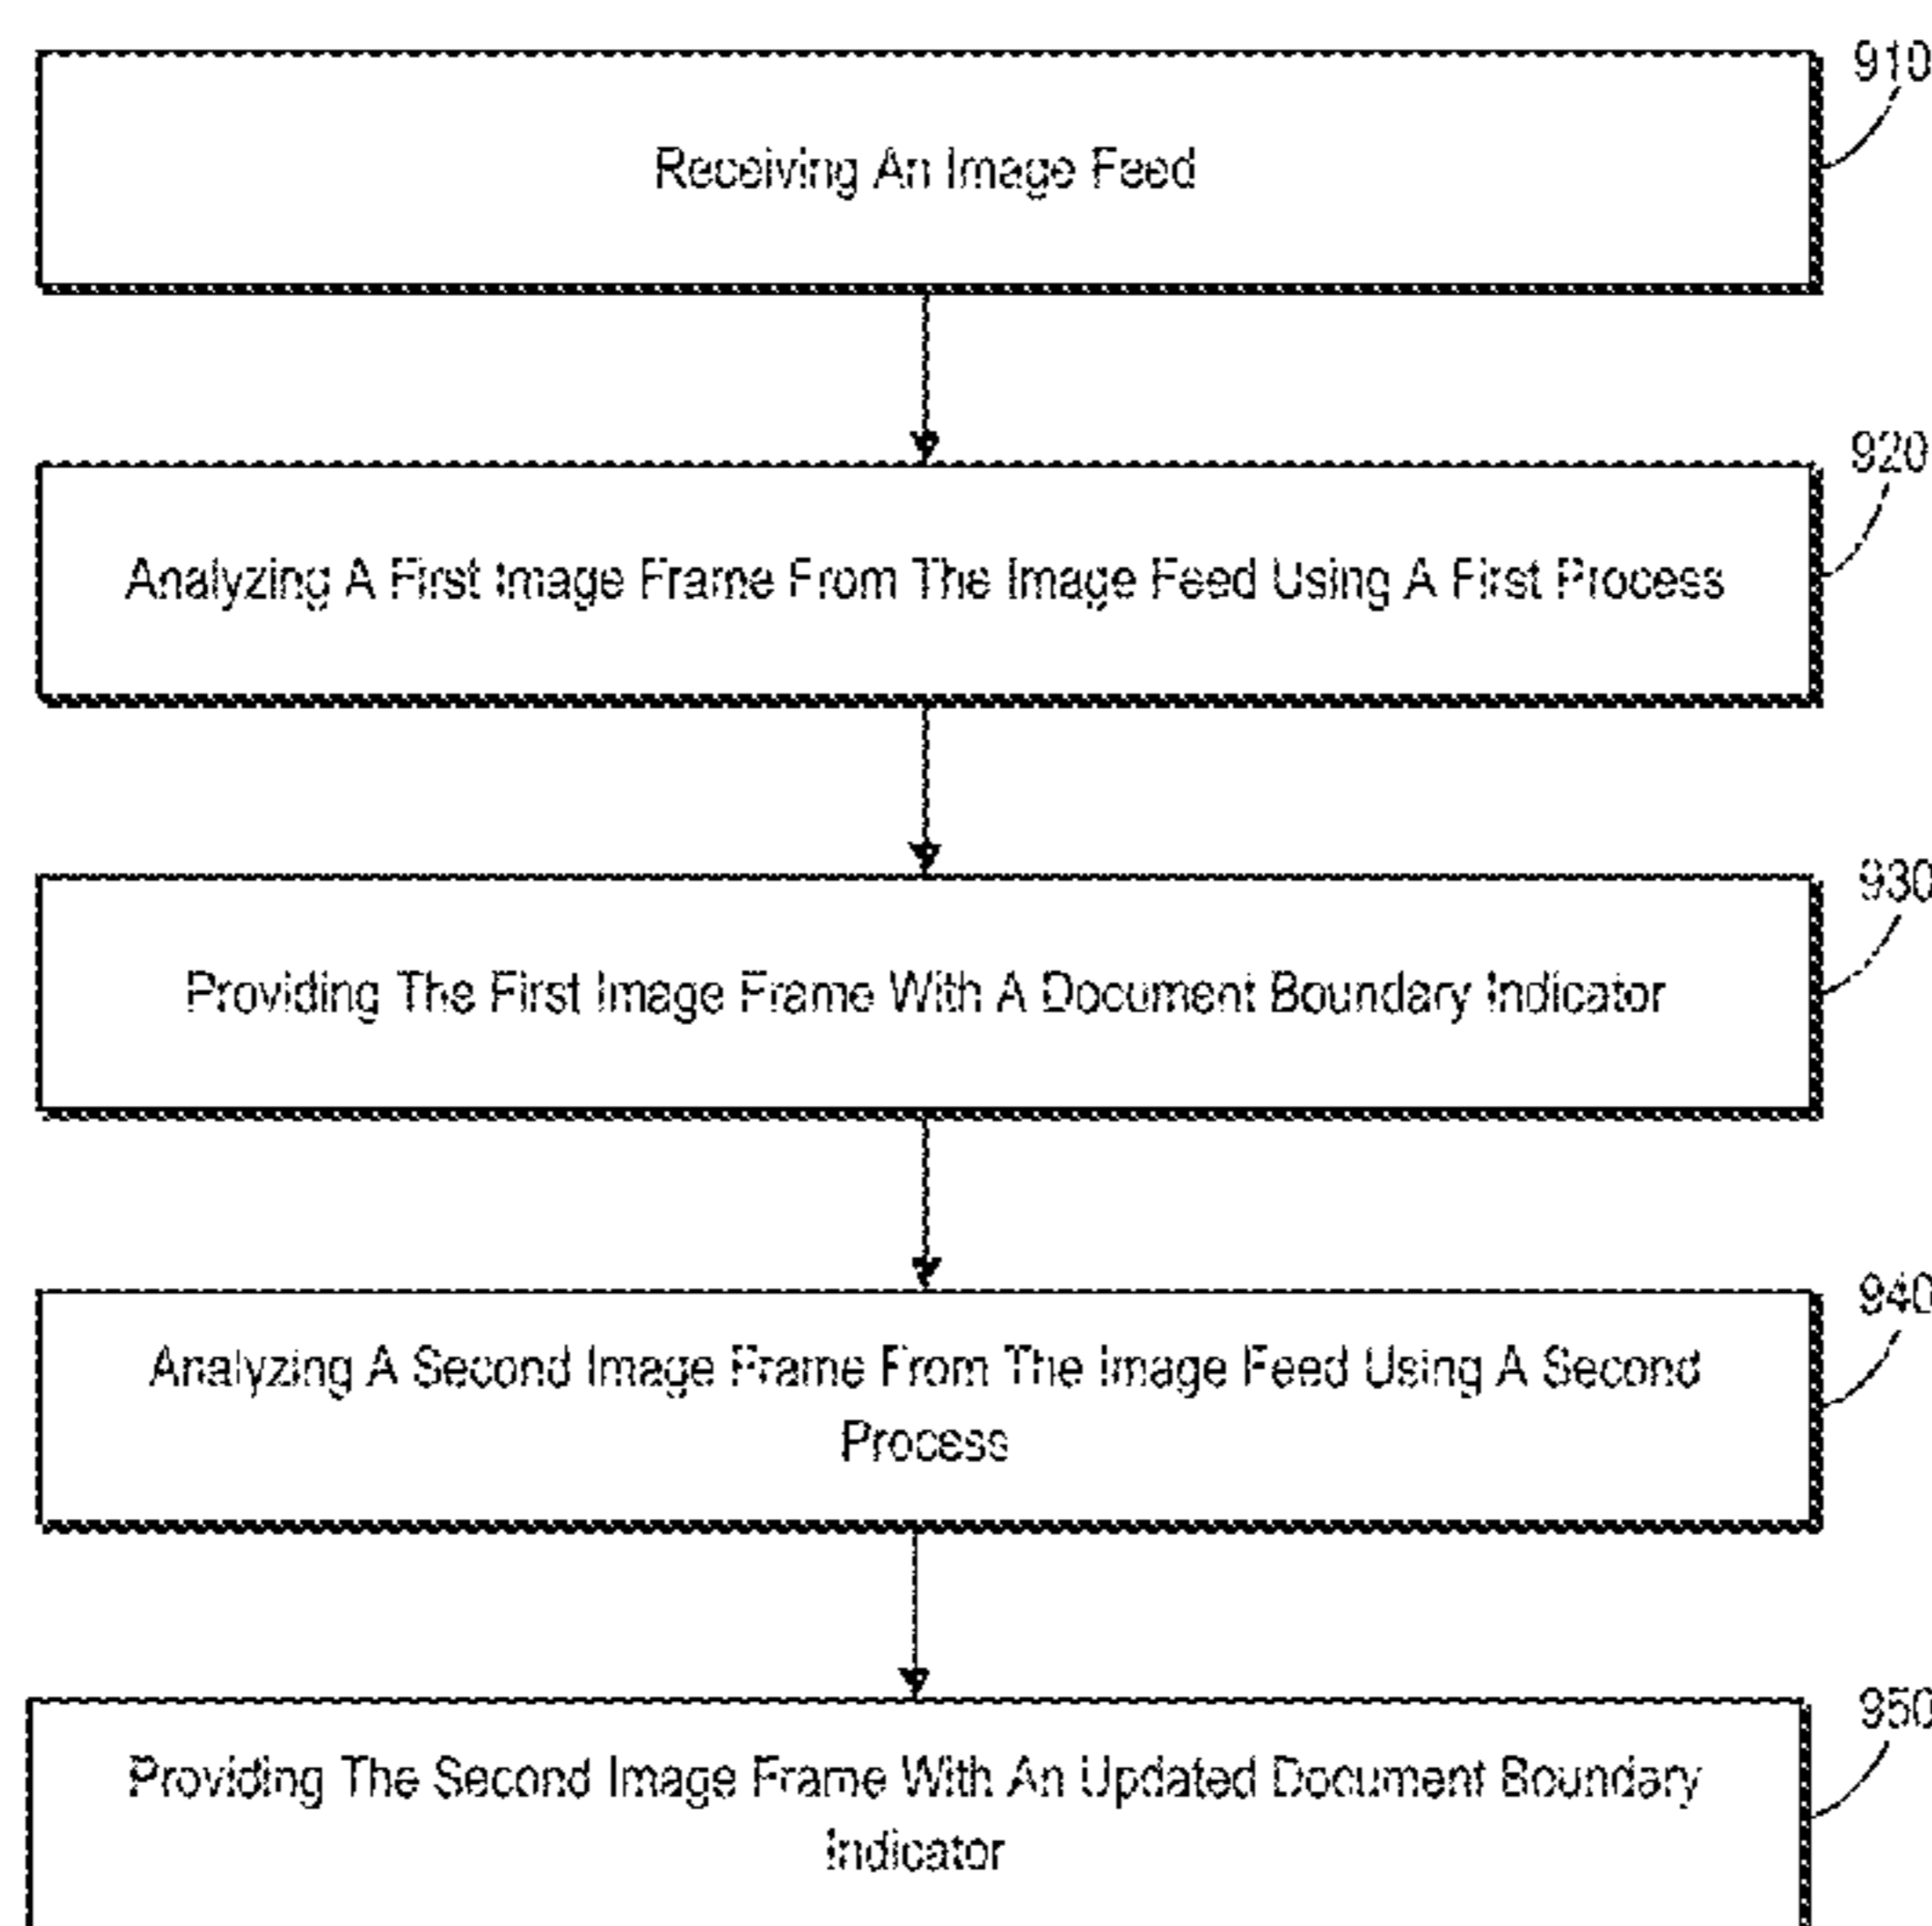 910
Receiving An Image Feed
920
Analyzing A First Image Frame From The Image Feed Using A First Process
930
Providing The First Image Frame With A Document Boundary Indicator
940
Analyzing A Second Image Frame From The Image Feed Using A Second
Process
950
Providing The Second Image Frame With An Updated Document Boundary
Indicator